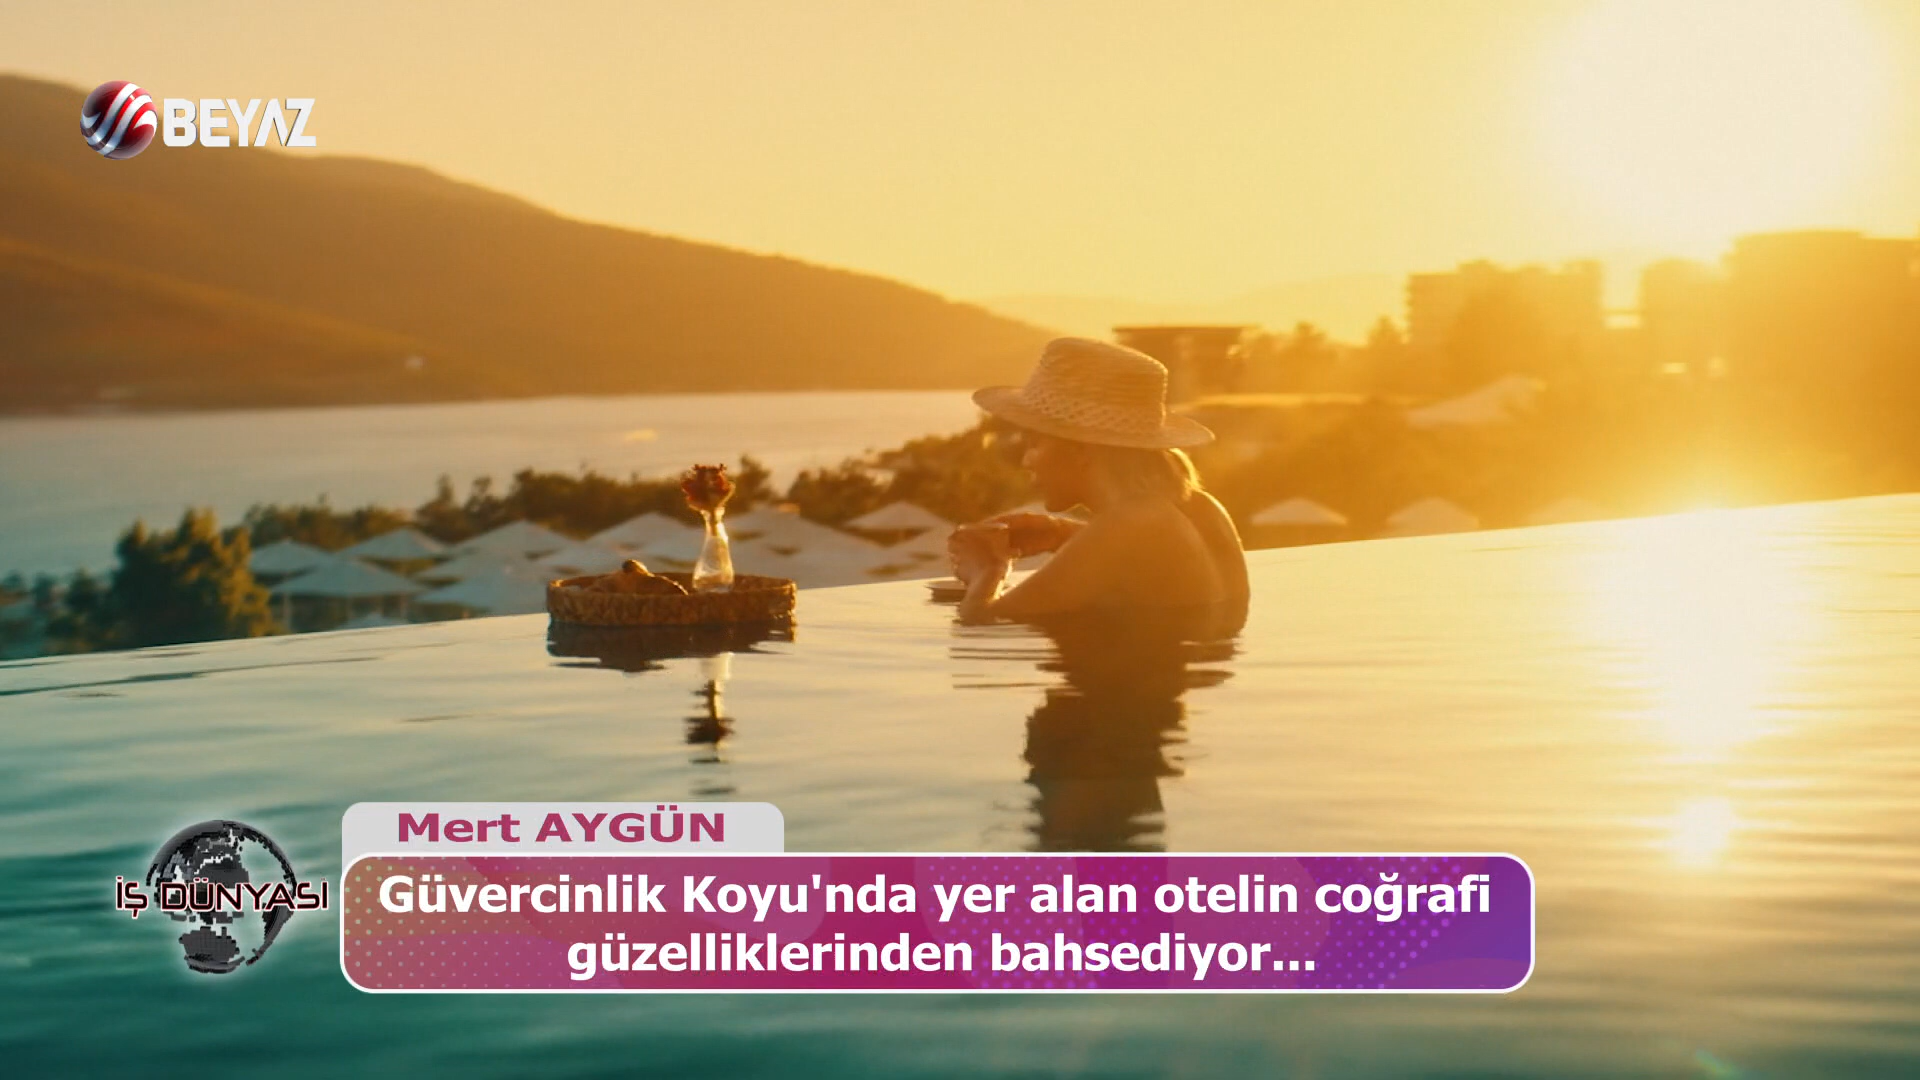 BEYAZ
Mert AYGÜN
İŞ DÜNYASI
Güvercinlik Koyu'nda yer alan otelin coğrafi
güzelliklerinden bahsediyor...